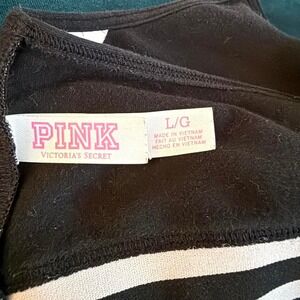 PINK
VICTORIA'S SECRET
L/G
MADE IN VIETNAM
FAIT AU VIETNAM
HECHO EN VIETNAM